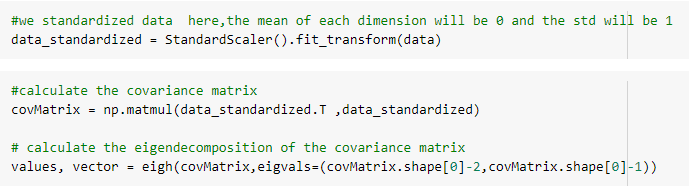 #we standardized data  here,the mean of each dimension will be 0 and the std will be 1
data_standardized = StandardScaler().fit_transform(data)
#calculate the covariance matrix
covMatrix = np.matmul(data_standardized.T ,data_standardized)
# calculate the eigendecomposition of the covariance matrix
values, vector = eigh(covMatrix,eigvals=(covMatrix.shape[0]-2,covMatrix.shape[0]-1))